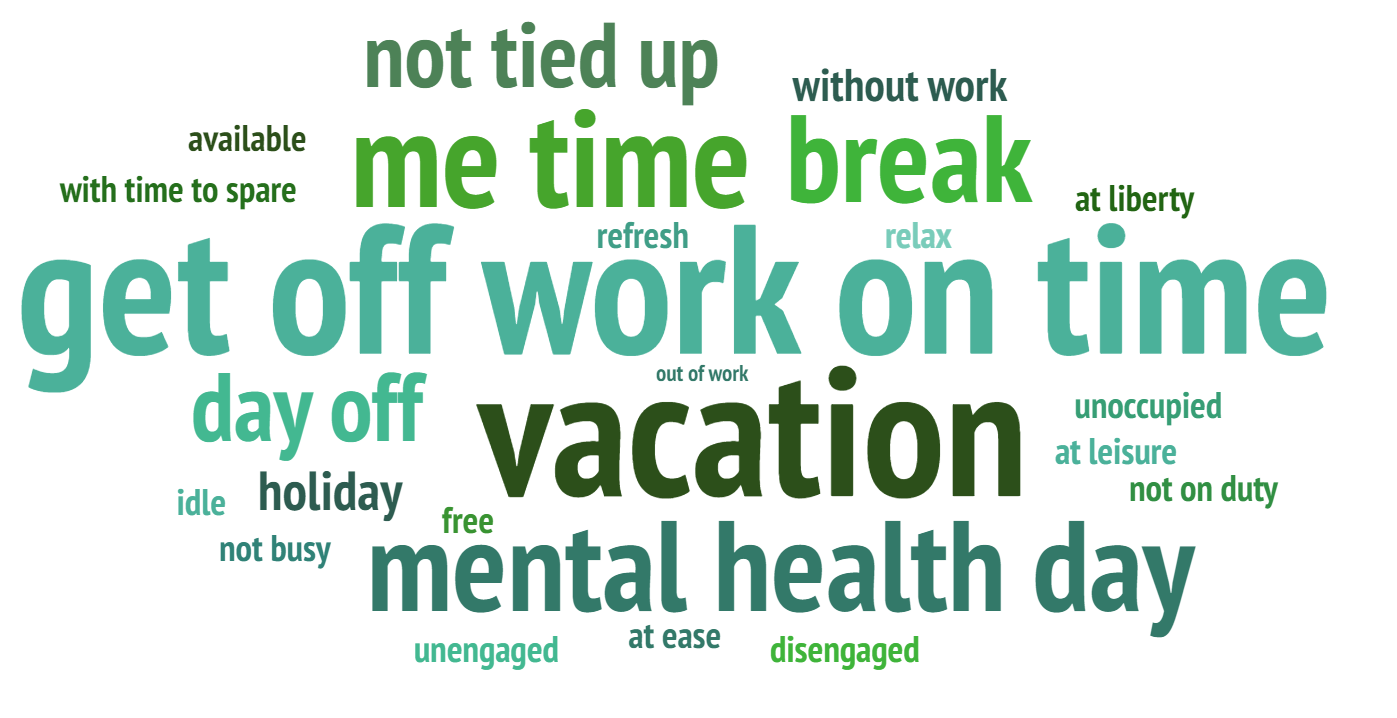 not tied up
without work
available
me time
break
with time to spare
at liberty
refresh
relax
get off work on time
out of work
day off
vacation
unoccupied
at leisure
idle
holiday
not on duty
free
not busy
mental health day
unengaged
at ease
disengaged